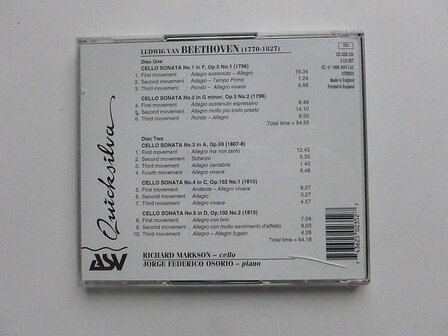 LUDWIG VAN BEETHOVEN (1770-1827)
Disc One
CELLO SONATA No.1 in F, Op.5 No.1 (1796)
1. First movement Adagio sostenuto – Allegro 16.34
2. Second movement Adagio – Tempo Primo 1.24
3. Third movement Rondo – Allegro vivace 6.56
CELLO SONATA No.2 in G minor, Op.5 No.2 (1796)
4. First movement Adagio sostenuto espressivo 6.46
5. Second movement Allegro molto più tosto presto 14.10
6. Third movement Rondo – Allegro 8.55
Total time = 54.55
Disc Two
CELLO SONATA No.3 in A, Op.69 (1807-8)
1. First movement Allegro ma non tanto 12.43
2. Second movement Scherzo 5.33
3. Third movement Adagio cantabile 1.43
4. Fourth movement Allegro vivace 6.48
CELLO SONATA No.4 in C, Op.102 No.1 (1815)
5. First movement Andante – Allegro vivace 8.27
6. Second movement Adagio 3.27
7. Third movement Allegro vivace 4.27
CELLO SONATA No.5 in D, Op.102 No.2 (1815)
8. First movement Allegro con brio 7.04
9. Second movement Adagio con molto sentimento d'affetto 9.03
10. Third movement Allegro – Allegro fugato 4.26
Total time = 64.18
RICHARD MARKSON – cello
JORGE FEDERICO OSORIO – piano
Quicksilva
ASV
2 CD SET
STEREO
Printed in England
Made in England